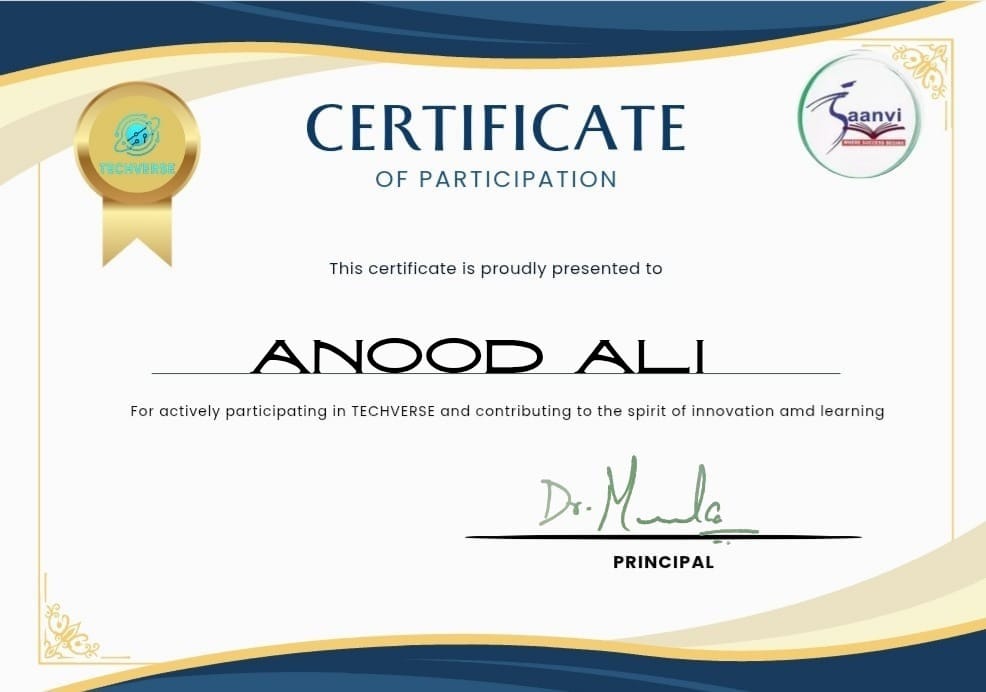 CERTIFICATE
OF PARTICIPATION
TECHVERSE
Saanvi
WHERE SUCCESS BEGINS
This certificate is proudly presented to
ANOOD ALI
For actively participating in TECHVERSE and contributing to the spirit of innovation amd learning
Dr.
PRINCIPAL